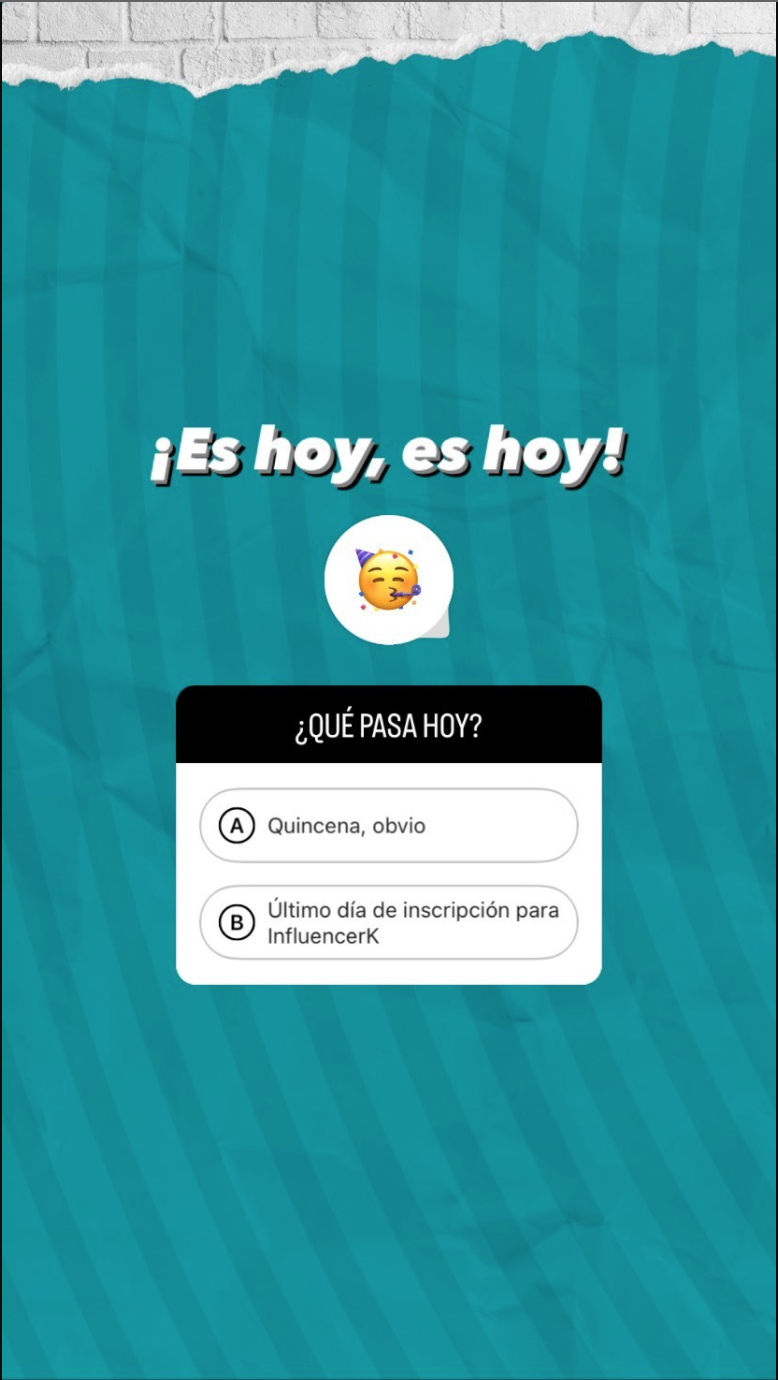 ¡Es hoy, es hoy!
¿QUÉ PASA HOY?
A Quincena, obvio
B Último día de inscripción para
InfluencerK